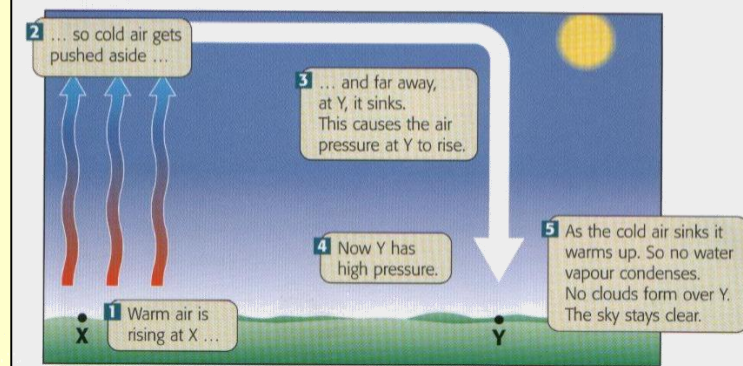 1 Warm air is
rising at X ...
2 ... so cold air gets
pushed aside ...
3 ... and far away,
at Y, it sinks.
This causes the air
pressure at Y to rise.
4 Now Y has
high pressure.
5 As the cold air sinks it
warms up. So no water
vapour condenses.
No clouds form over Y.
The sky stays clear.
X
Y